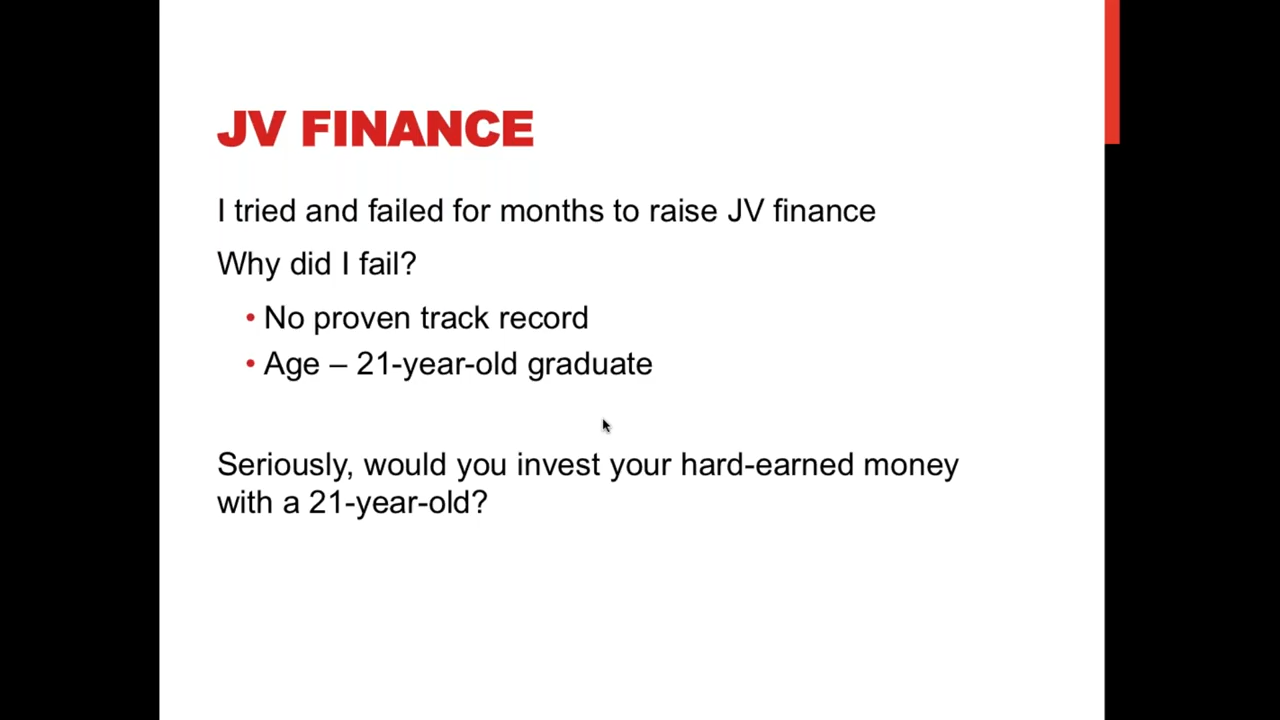 JV FINANCE
I tried and failed for months to raise JV finance
Why did I fail?
• No proven track record
• Age – 21-year-old graduate
Seriously, would you invest your hard-earned money
with a 21-year-old?